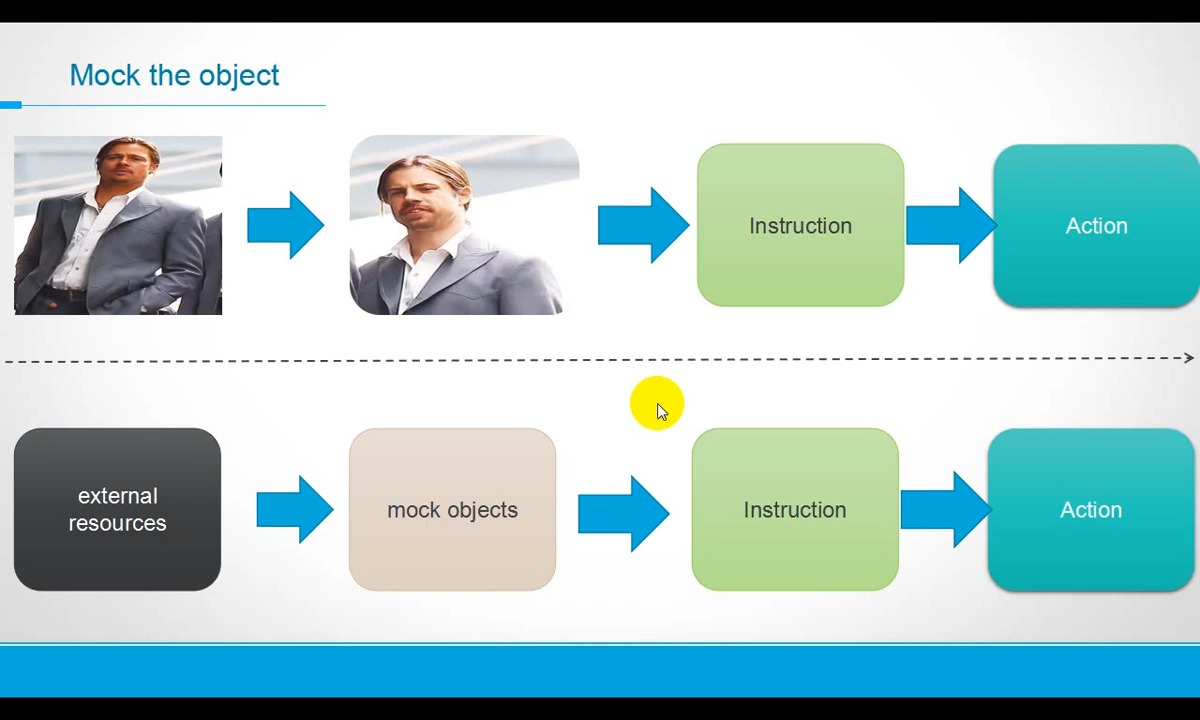 Mock the object
Instruction
Action
external
resources
mock objects
Instruction
Action